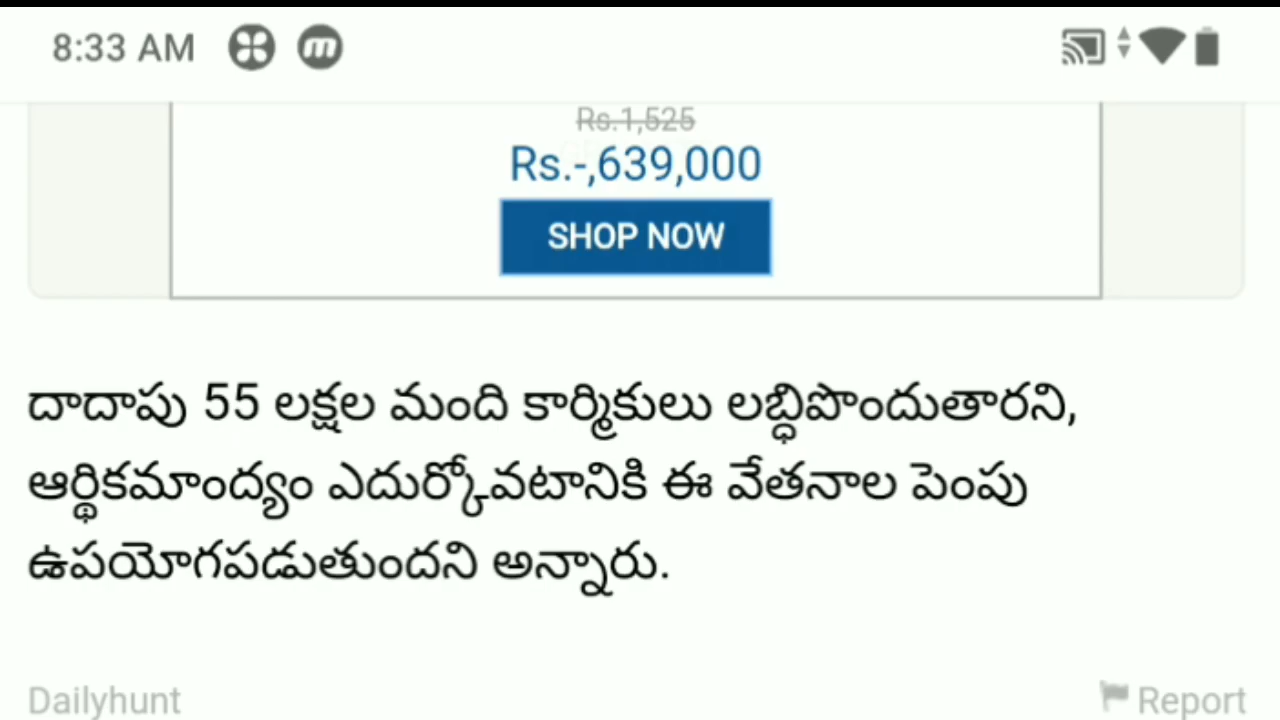 8:33 AM
Rs.1,525
Rs.-,639,000
SHOP NOW
దాదాపు 55 లక్షల మంది కార్మికులు లబ్ధిపొందుతారని,
ఆర్థికమాంద్యం ఎదుర్కోవటానికి ఈ వేతనాల పెంపు
ఉపయోగపడుతుందని అన్నారు.
Dailyhunt
Report